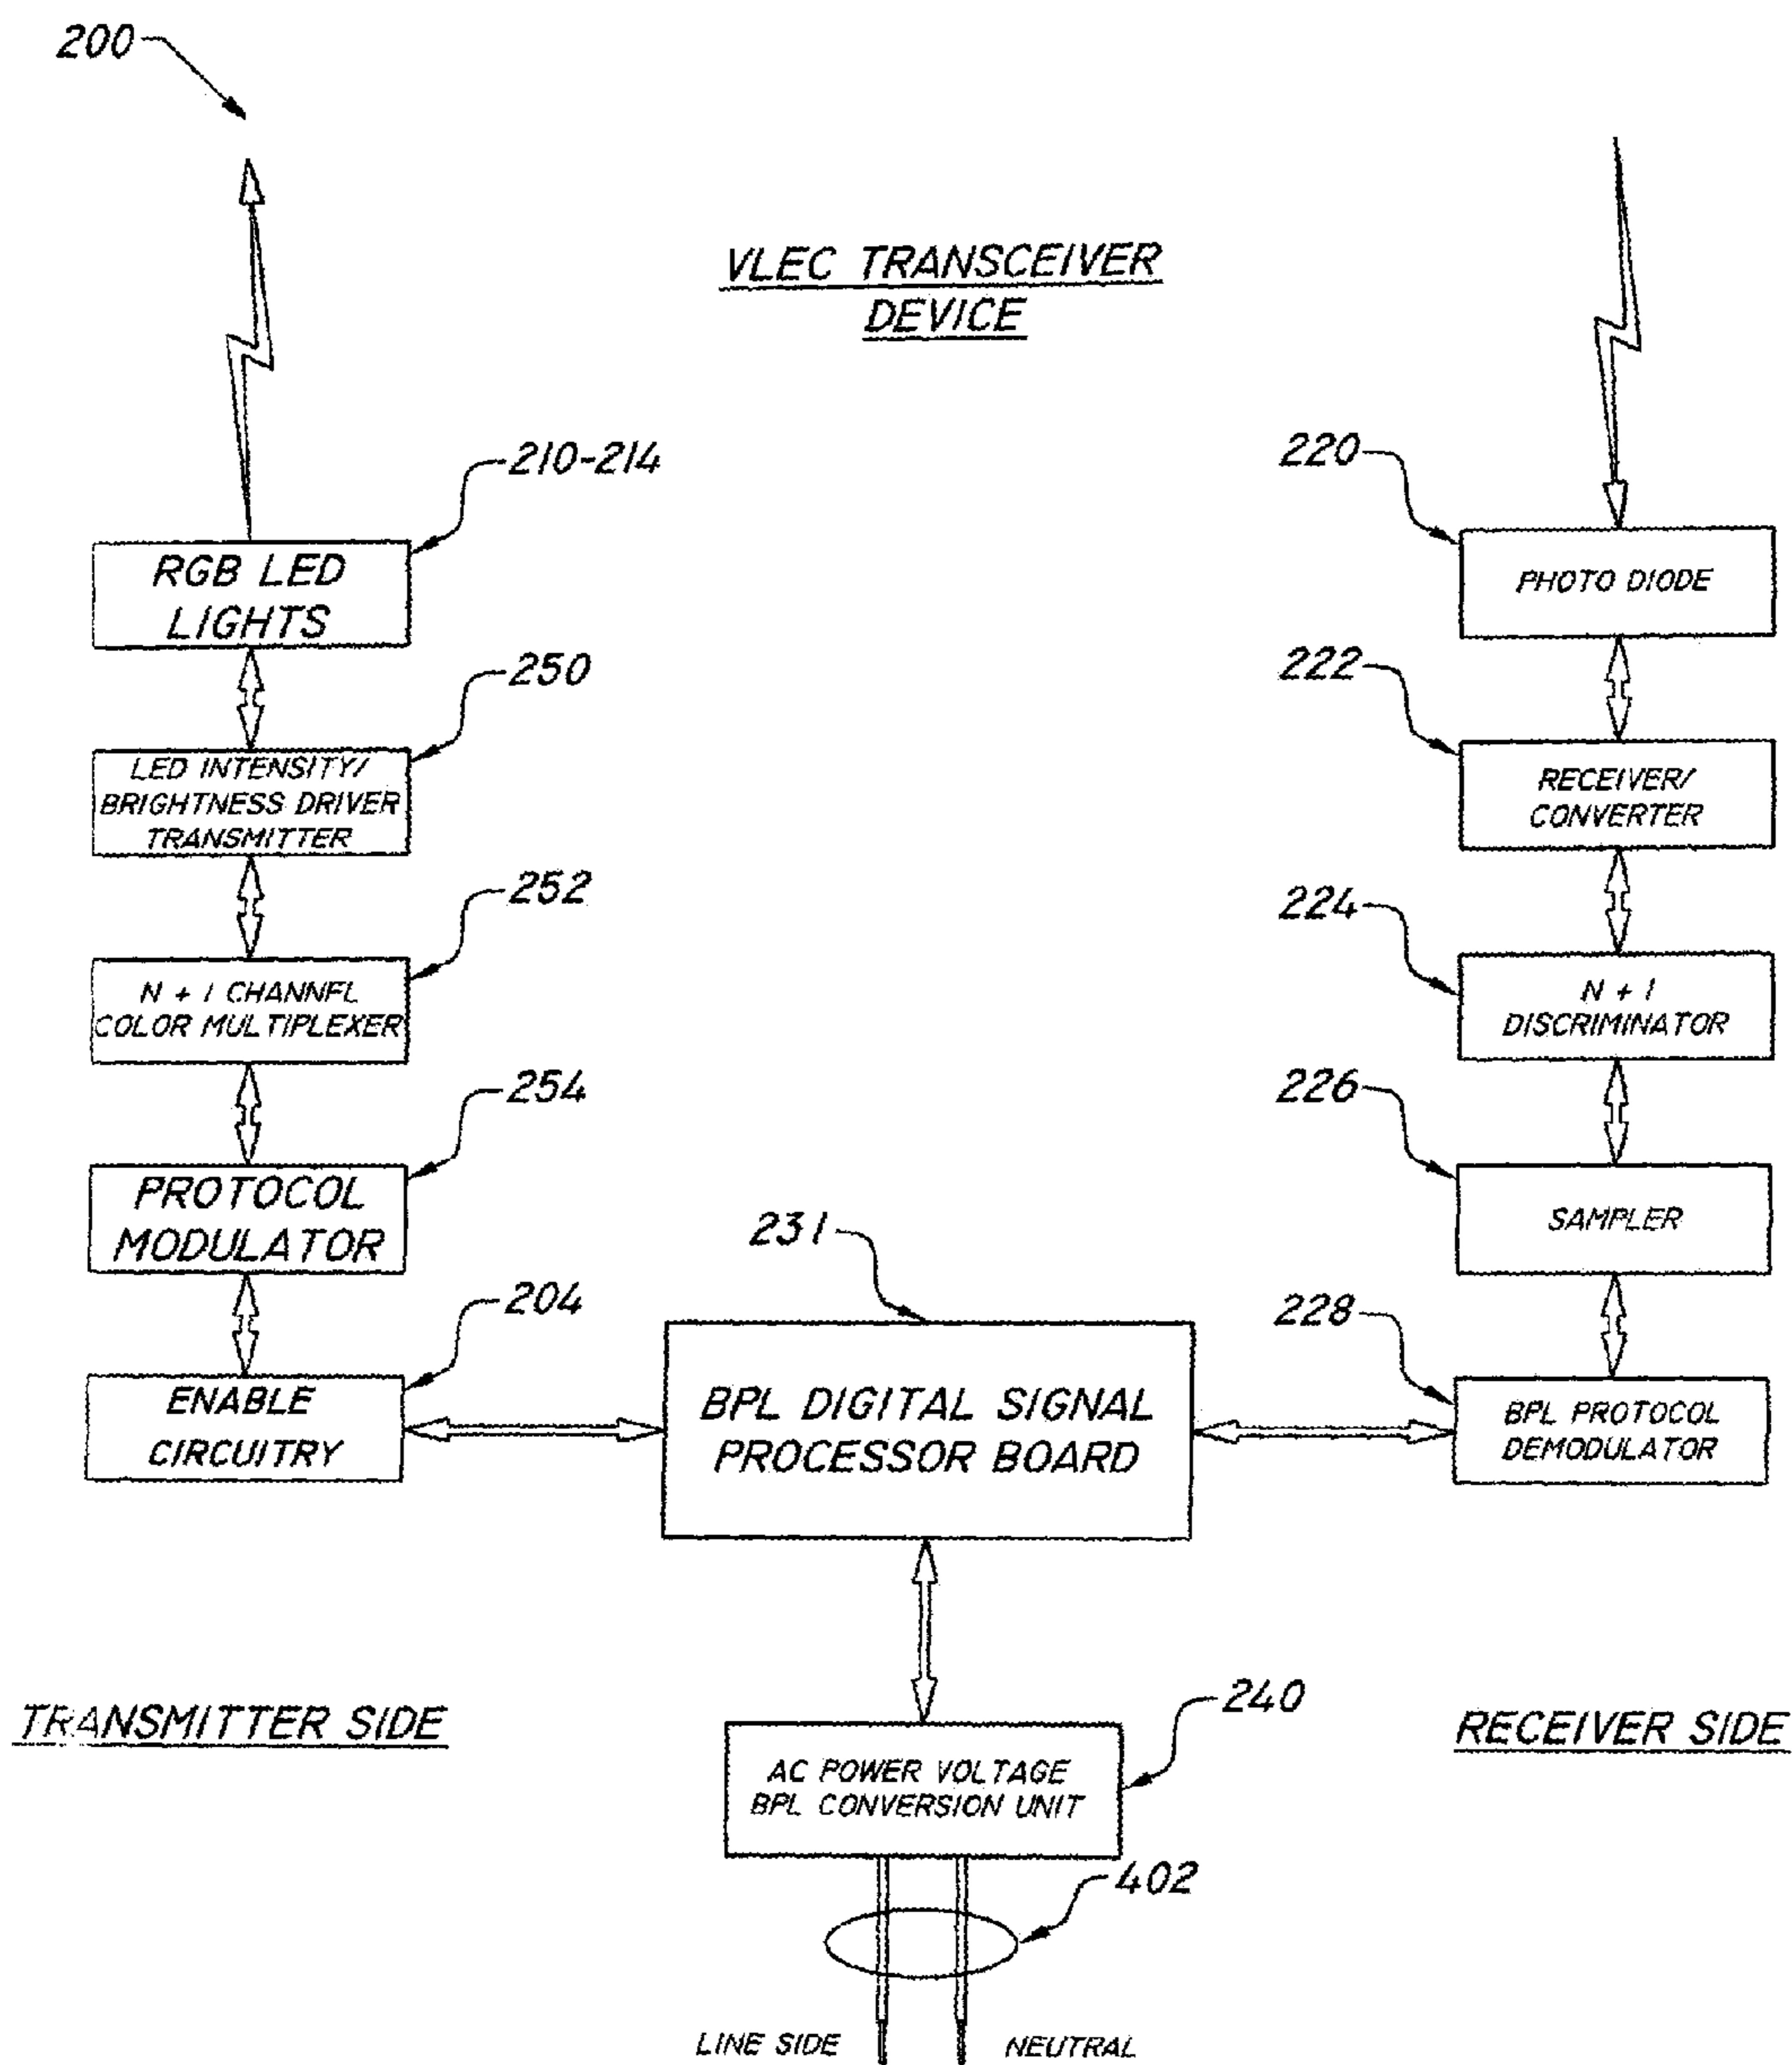 200
VLEC TRANSCEIVER
DEVICE
210-214
RGB LED
LIGHTS
220
PHOTO DIODE
250
LED INTENSITY/
BRIGHTNESS DRIVER
TRANSMITTER
222
RECEIVER/
CONVERTER
252
N + 1 CHANNEL
COLOR MULTIPLEXER
224
N + 1
DISCRIMINATOR
254
PROTOCOL
MODULATOR
226
SAMPLER
204
ENABLE
CIRCUITRY
231
BPL DIGITAL SIGNAL
PROCESSOR BOARD
228
BPL PROTOCOL
DEMODULATOR
TRANSMITTER SIDE
RECEIVER SIDE
240
AC POWER VOLTAGE
BPL CONVERSION UNIT
402
LINE SIDE
NEUTRAL